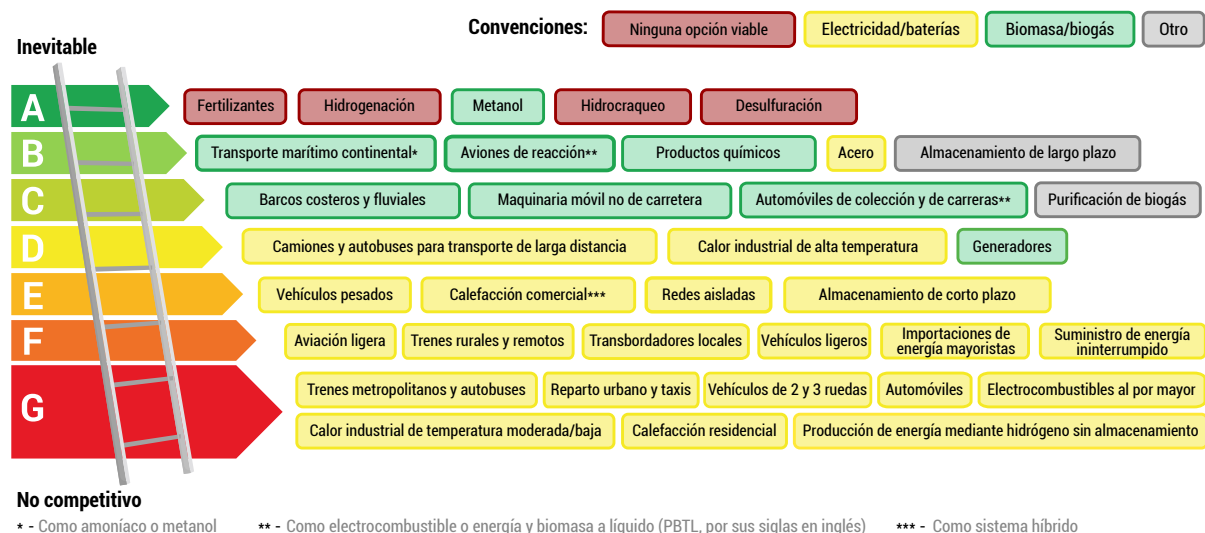 Convenciones: Ninguna opción viable Electricidad/baterías Biomasa/biogás Otro
Inevitable
A Fertilizantes Hidrogenación Metanol Hidrocraqueo Desulfuración
B Transporte marítimo continental* Aviones de reacción** Productos químicos Acero Almacenamiento de largo plazo
C Barcos costeros y fluviales Maquinaria móvil no de carretera Automóviles de colección y de carreras** Purificación de biogás
D Camiones y autobuses para transporte de larga distancia Calor industrial de alta temperatura Generadores
E Vehículos pesados Calefacción comercial*** Redes aisladas Almacenamiento de corto plazo
F Aviación ligera Trenes rurales y remotos Transbordadores locales Vehículos ligeros Importaciones de energía mayoristas Suministro de energía ininterrumpido
G Trenes metropolitanos y autobuses Reparto urbano y taxis Vehículos de 2 y 3 ruedas Automóviles Electrocombustibles al por mayor
Calor industrial de temperatura moderada/baja Calefacción residencial Producción de energía mediante hidrógeno sin almacenamiento
No competitivo
* - Como amoníaco o metanol ** - Como electrocombustible o energía y biomasa a líquido (PBTL, por sus siglas en inglés) *** - Como sistema híbrido